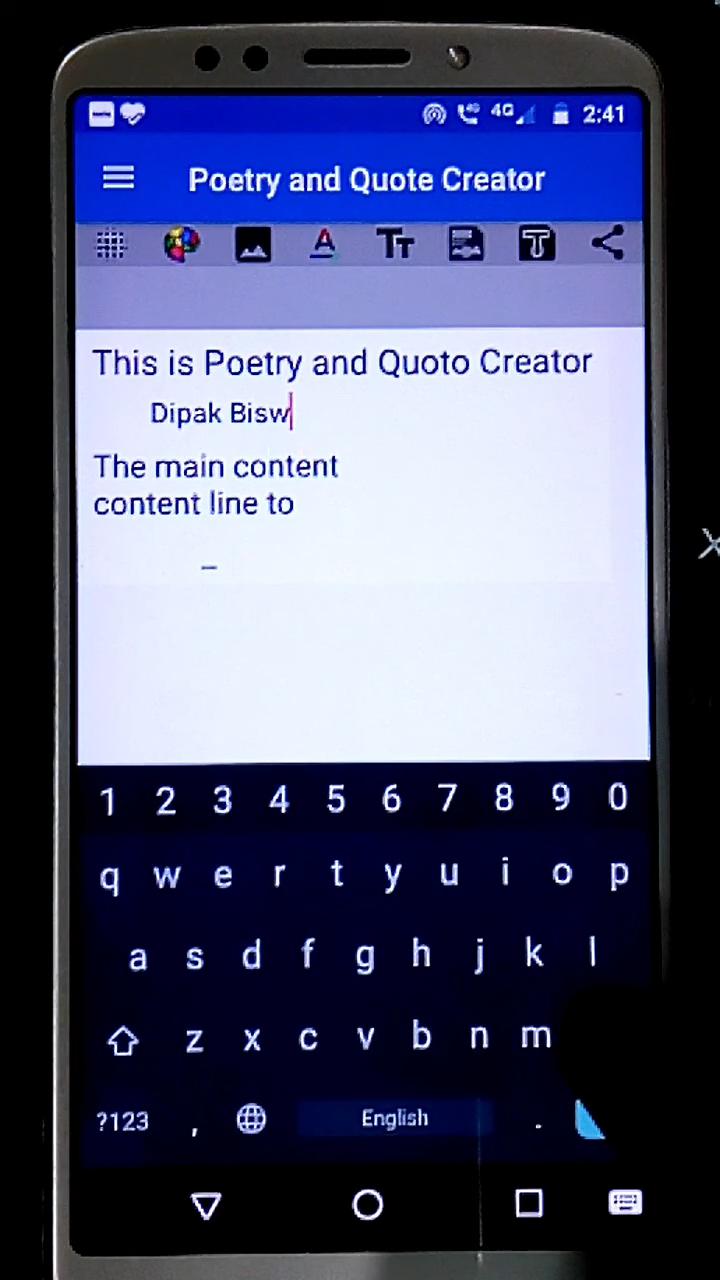 4G 2:41
Poetry and Quote Creator
This is Poetry and Quoto Creator
Dipak Bisw
The main content
content line to
_
1 2 3 4 5 6 7 8 9 0
q w e r t y u i o p
a s d f g h j k l
z x c v b n m
?123 , English .